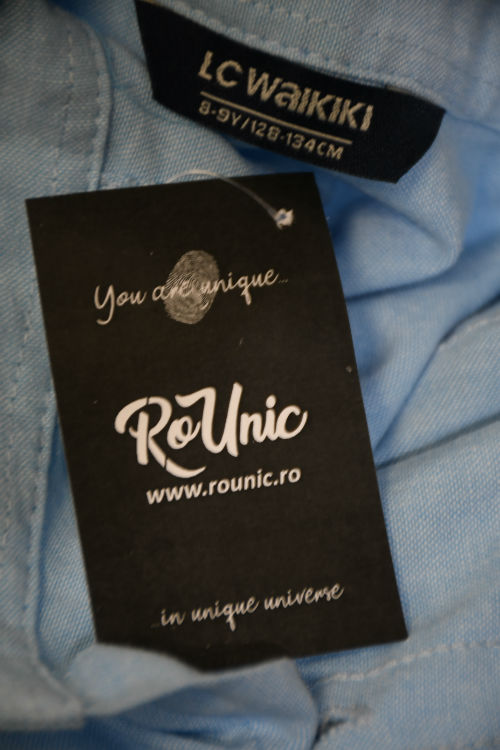 LC WAIKIKI
8-9Y/128-134CM
You are unique...
RoUnic
www.rounic.ro
...in unique universe